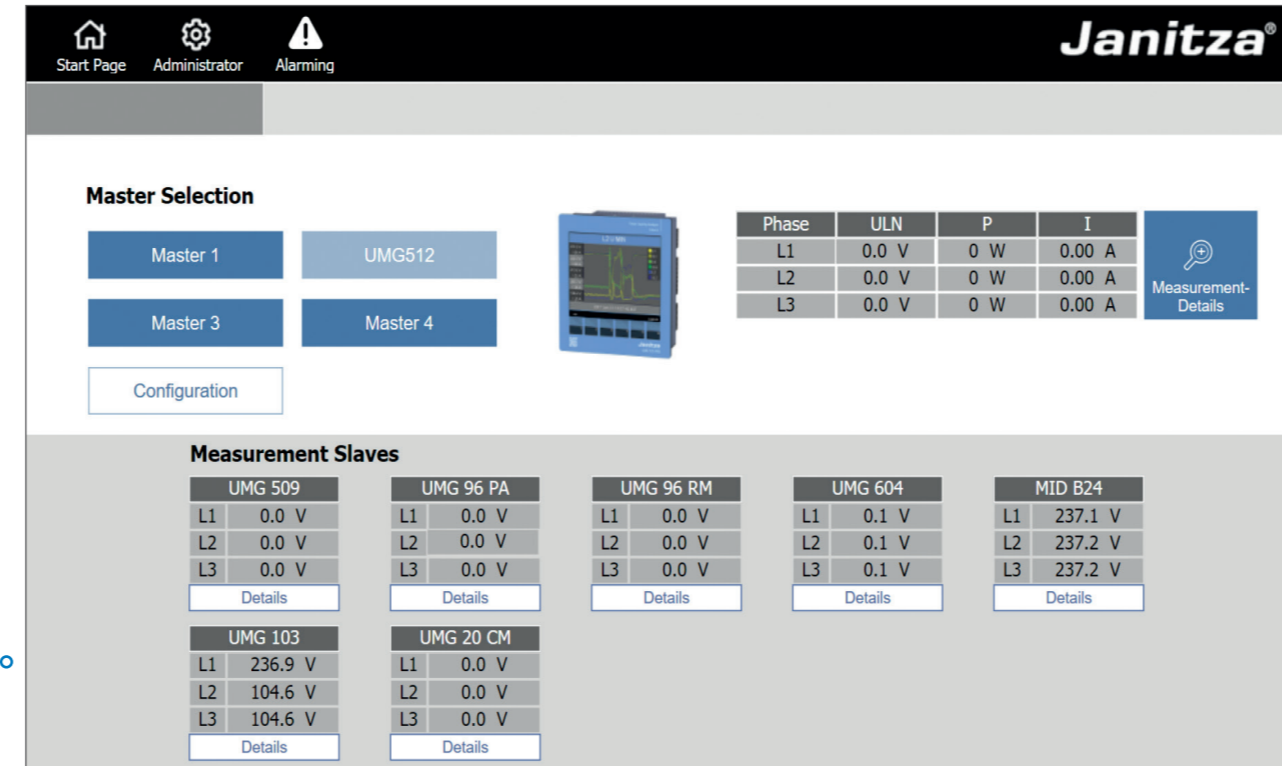 Start Page Administrator Alarming
Janitza®
Master Selection
Master 1 UMG512
Master 3 Master 4
Configuration
Phase ULN P I
L1 0.0 V 0 W 0.00 A
L2 0.0 V 0 W 0.00 A
L3 0.0 V 0 W 0.00 A
Measurement-
Details
Measurement Slaves
UMG 509 UMG 96 PA UMG 96 RM UMG 604 MID B24
L1 0.0 V L1 0.0 V L1 0.0 V L1 0.1 V L1 237.1 V
L2 0.0 V L2 0.0 V L2 0.0 V L2 0.1 V L2 237.2 V
L3 0.0 V L3 0.0 V L3 0.0 V L3 0.1 V L3 237.2 V
Details Details Details Details Details
UMG 103 UMG 20 CM
L1 236.9 V L1 0.0 V
L2 104.6 V L2 0.0 V
L3 104.6 V L3 0.0 V
Details Details